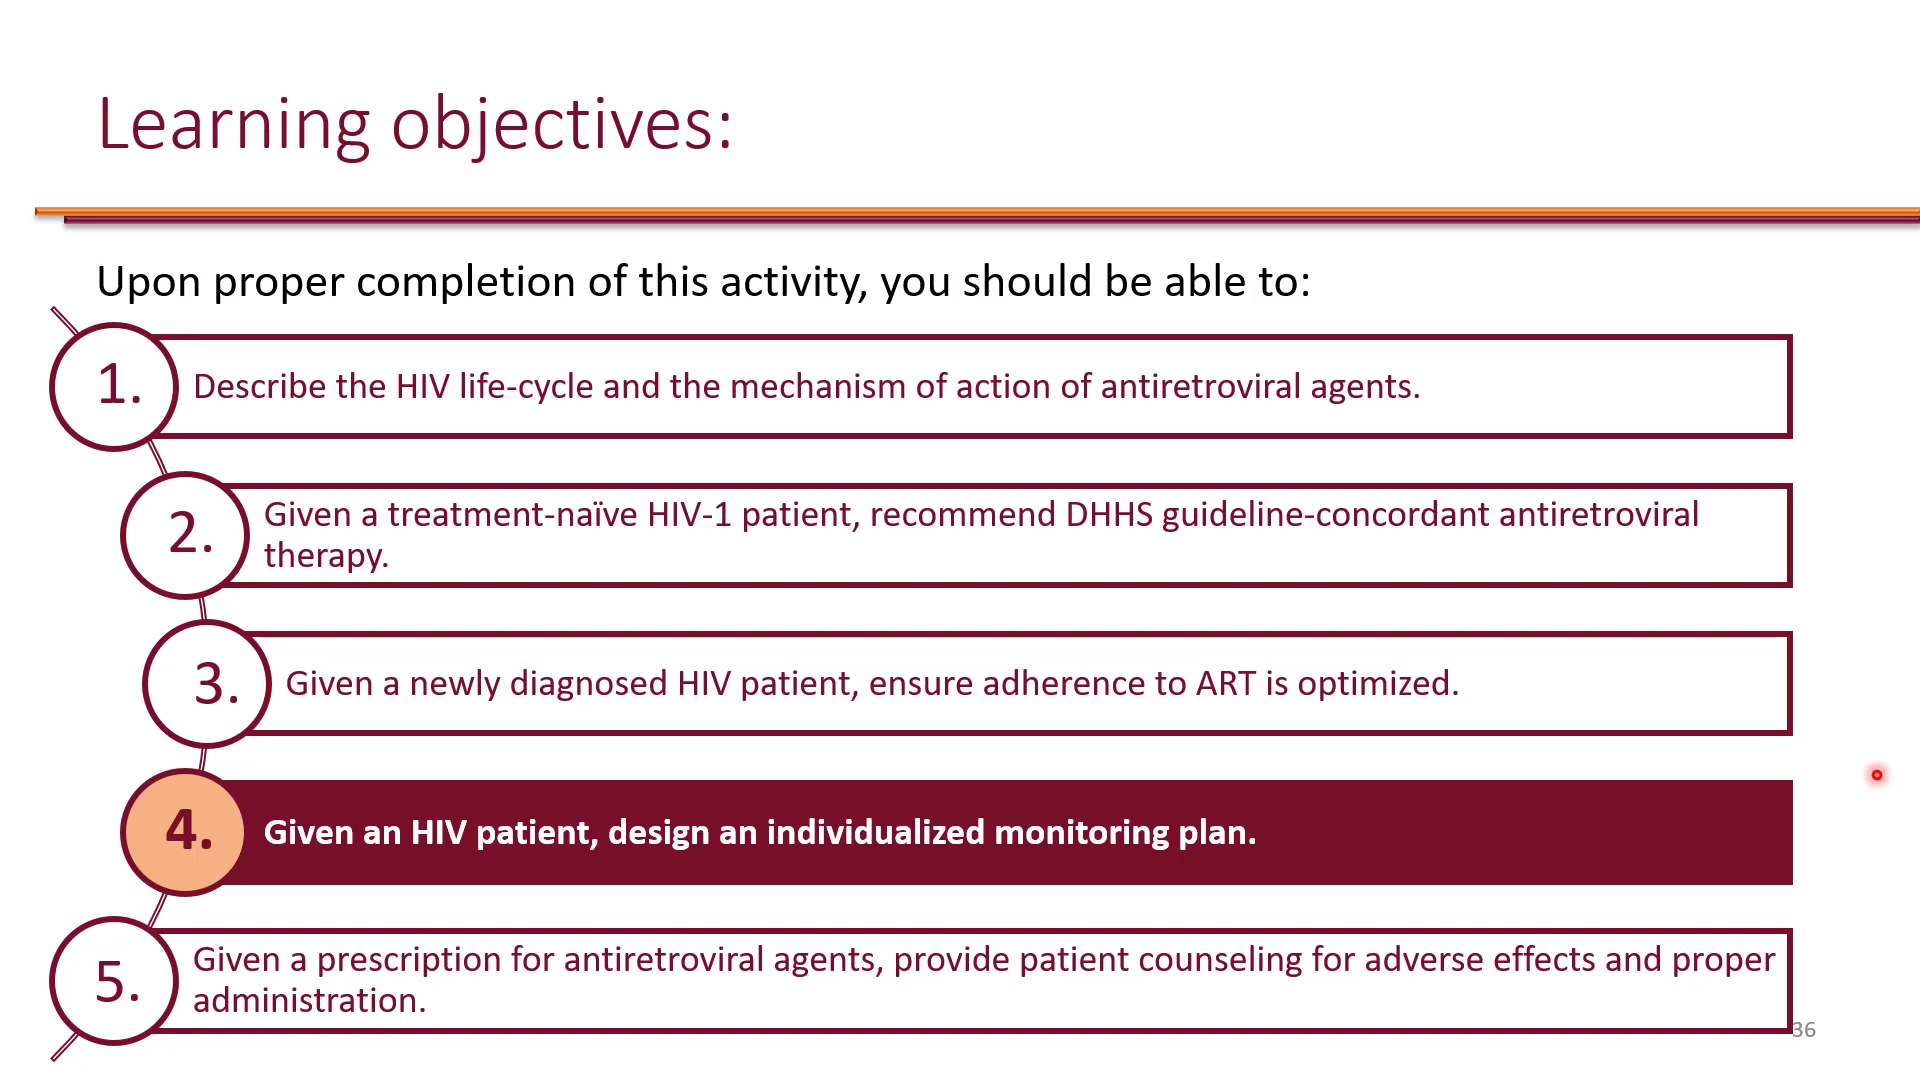 Learning objectives:
Upon proper completion of this activity, you should be able to:
1.
Describe the HIV life-cycle and the mechanism of action of antiretroviral agents.
2.
Given a treatment-naïve HIV-1 patient, recommend DHHS guideline-concordant antiretroviral
therapy.
3.
Given a newly diagnosed HIV patient, ensure adherence to ART is optimized.
4.
Given an HIV patient, design an individualized monitoring plan.
5.
Given a prescription for antiretroviral agents, provide patient counseling for adverse effects and proper
administration.
36